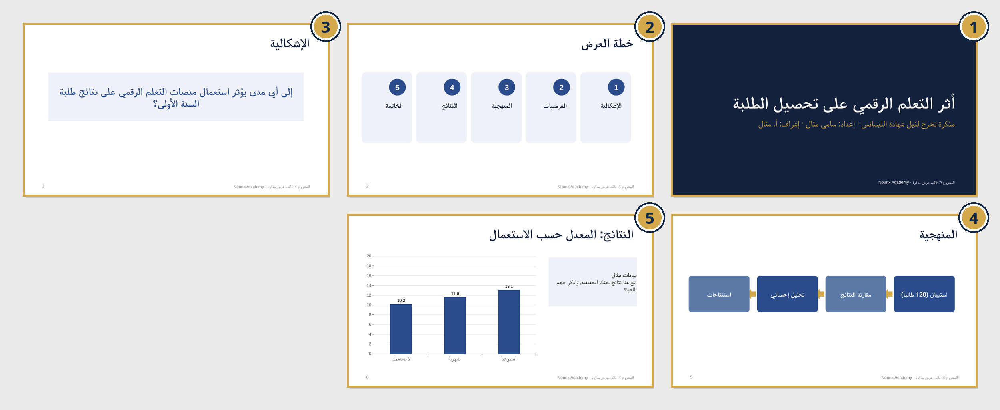 1
أثر التعلم الرقمي على تحصيل الطلبة
مذكرة تخرج لنيل شهادة الليسانس · إعداد: سامي مثال · إشراف: أ. مثال
المشروع 4: قالب عرض مذكرة · Nourix Academy
2
خطة العرض
1
الإشكالية
2
الفرضيات
3
المنهجية
4
النتائج
5
الخاتمة
المشروع 4: قالب عرض مذكرة · Nourix Academy
2
3
الإشكالية
إلى أي مدى يؤثر استعمال منصات التعلم الرقمي على نتائج طلبة
السنة الأولى؟
المشروع 4: قالب عرض مذكرة · Nourix Academy
3
4
المنهجية
استبيان (120 طالباً)
مقارنة النتائج
تحليل إحصائي
استنتاجات
المشروع 4: قالب عرض مذكرة · Nourix Academy
5
5
النتائج: المعدل حسب الاستعمال
بيانات مثال
ضع هنا نتائج بحثك الحقيقية، واذكر حجم
العينة.
20
18
16
14
12
10
8
6
4
2
0
13.1
11.6
10.2
أسبوعياً
شهرياً
لا يستعمل
المشروع 4: قالب عرض مذكرة · Nourix Academy
6